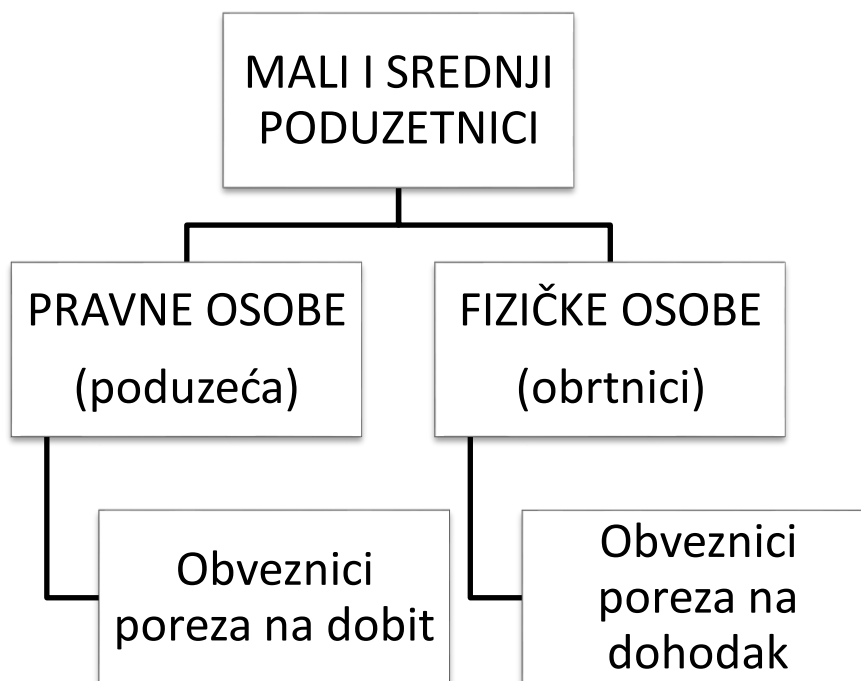 MALI I SREDNJI
PODUZETNICI
PRAVNE OSOBE
(poduzeća)
FIZIČKE OSOBE
(obrtnici)
Obveznici
poreza na dobit
Obveznici
poreza na
dohodak